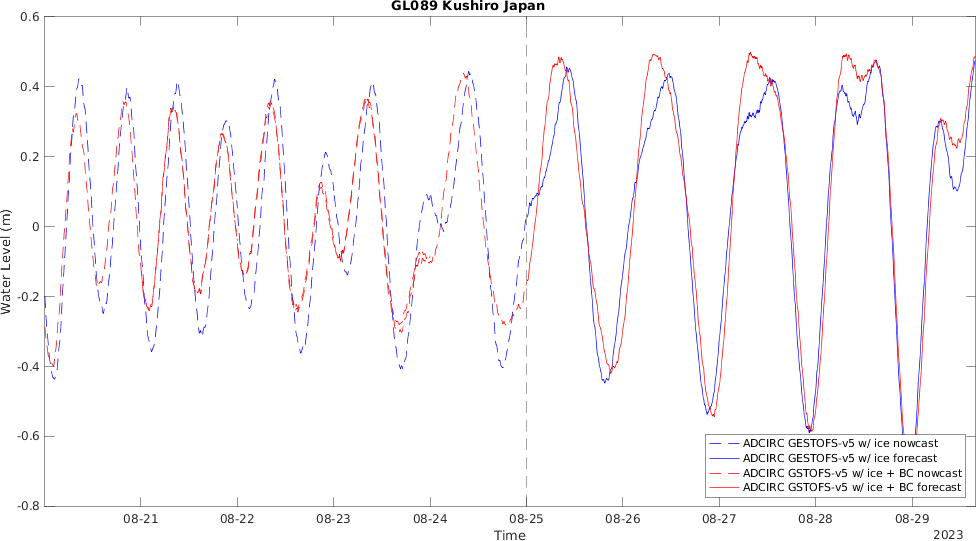 GL089 Kushiro Japan
0.6
0.4
0.2
0
-0.2
-0.4
-0.6
-0.8
Water Level (m)
ADCIRC GESTOFS-v5 w/ ice nowcast
ADCIRC GESTOFS-v5 w/ ice forecast
ADCIRC GSTOFS-v5 w/ ice + BC nowcast
ADCIRC GSTOFS-v5 w/ ice + BC forecast
08-21 08-22 08-23 08-24 08-25 08-26 08-27 08-28 08-29
Time
2023